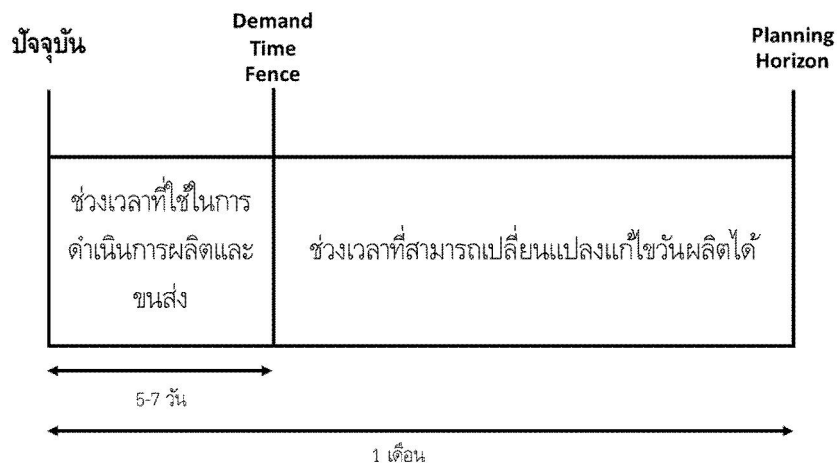 ปัจจุบัน
Demand
Time
Fence
Planning
Horizon
ช่วงเวลาที่ใช้ในการ
ดำเนินการผลิตและ
ขนส่ง
ช่วงเวลาที่สามารถเปลี่ยนแปลงแก้ไขวันผลิตได้
5-7 วัน
1 เดือน